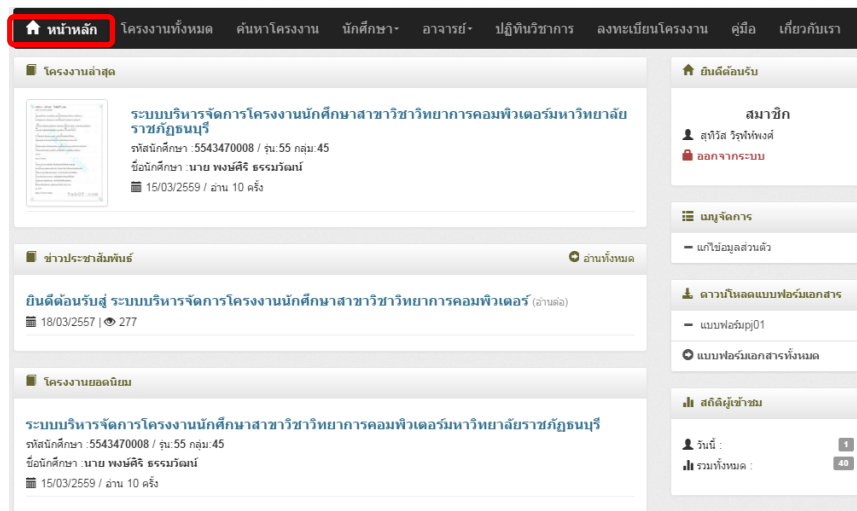 หน้าหลัก โครงงานทั้งหมด ค้นหาโครงงาน นักศึกษา อาจารย์ ปฏิทินวิชาการ ลงทะเบียนโครงงาน คู่มือ เกี่ยวกับเรา
โครงงานล่าสุด
ระบบบริหารจัดการโครงงานนักศึกษาสาขาวิชาวิทยาการคอมพิวเตอร์มหาวิทยาลัย
ราชภัฏธนบุรี
รหัสนักศึกษา :5543470008 / รุ่น:55 กลุ่ม:45
ชื่อนักศึกษา :นาย พงษ์ศิริ ธรรมวัฒน์
15/03/2559 / อ่าน 10 ครั้ง
ข่าวประชาสัมพันธ์ อ่านทั้งหมด
ยินดีต้อนรับสู่ ระบบบริหารจัดการโครงงานนักศึกษาสาขาวิชาวิทยาการคอมพิวเตอร์ (อ่านต่อ)
18/03/2557 | 277
โครงงานยอดนิยม
ระบบบริหารจัดการโครงงานนักศึกษาสาขาวิชาวิทยาการคอมพิวเตอร์มหาวิทยาลัยราชภัฏธนบุรี
รหัสนักศึกษา :5543470008 / รุ่น:55 กลุ่ม:45
ชื่อนักศึกษา :นาย พงษ์ศิริ ธรรมวัฒน์
15/03/2559 / อ่าน 10 ครั้ง
ยินดีต้อนรับ
สมาชิก
สุทิวัส
ออกจากระบบ
เมนูจัดการ
แก้ไข้อมูลส่วนตัว
ดาวน์โหลดแบบฟอร์มเอกสาร
แบบฟอร์มpj01
แบบฟอร์มเอกสารทั้งหมด
สถิติผู้เข้าชม
วันนี้ : 1
รวมทั้งหมด : 40